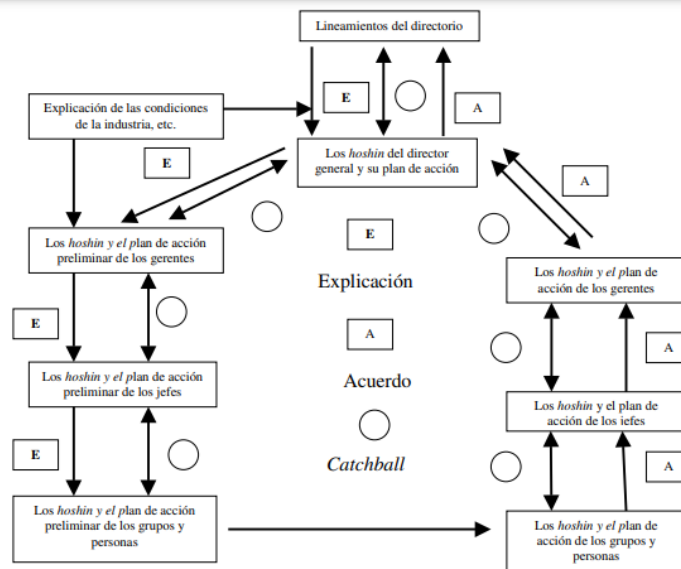 Lineamientos del directorio
E
A
Explicación de las condiciones
de la industria, etc.
Los hoshin del director
general y su plan de acción
E
A
Los hoshin y el plan de acción
preliminar de los gerentes
E
Explicación
Los hoshin y el plan de
acción de los gerentes
E
A
A
Los hoshin y el plan de acción
preliminar de los jefes
Acuerdo
Los hoshin y el plan de
acción de los jefes
E
Catchball
A
Los hoshin y el plan de acción
preliminar de los grupos y
personas
Los hoshin y el plan de
acción de los grupos y
personas